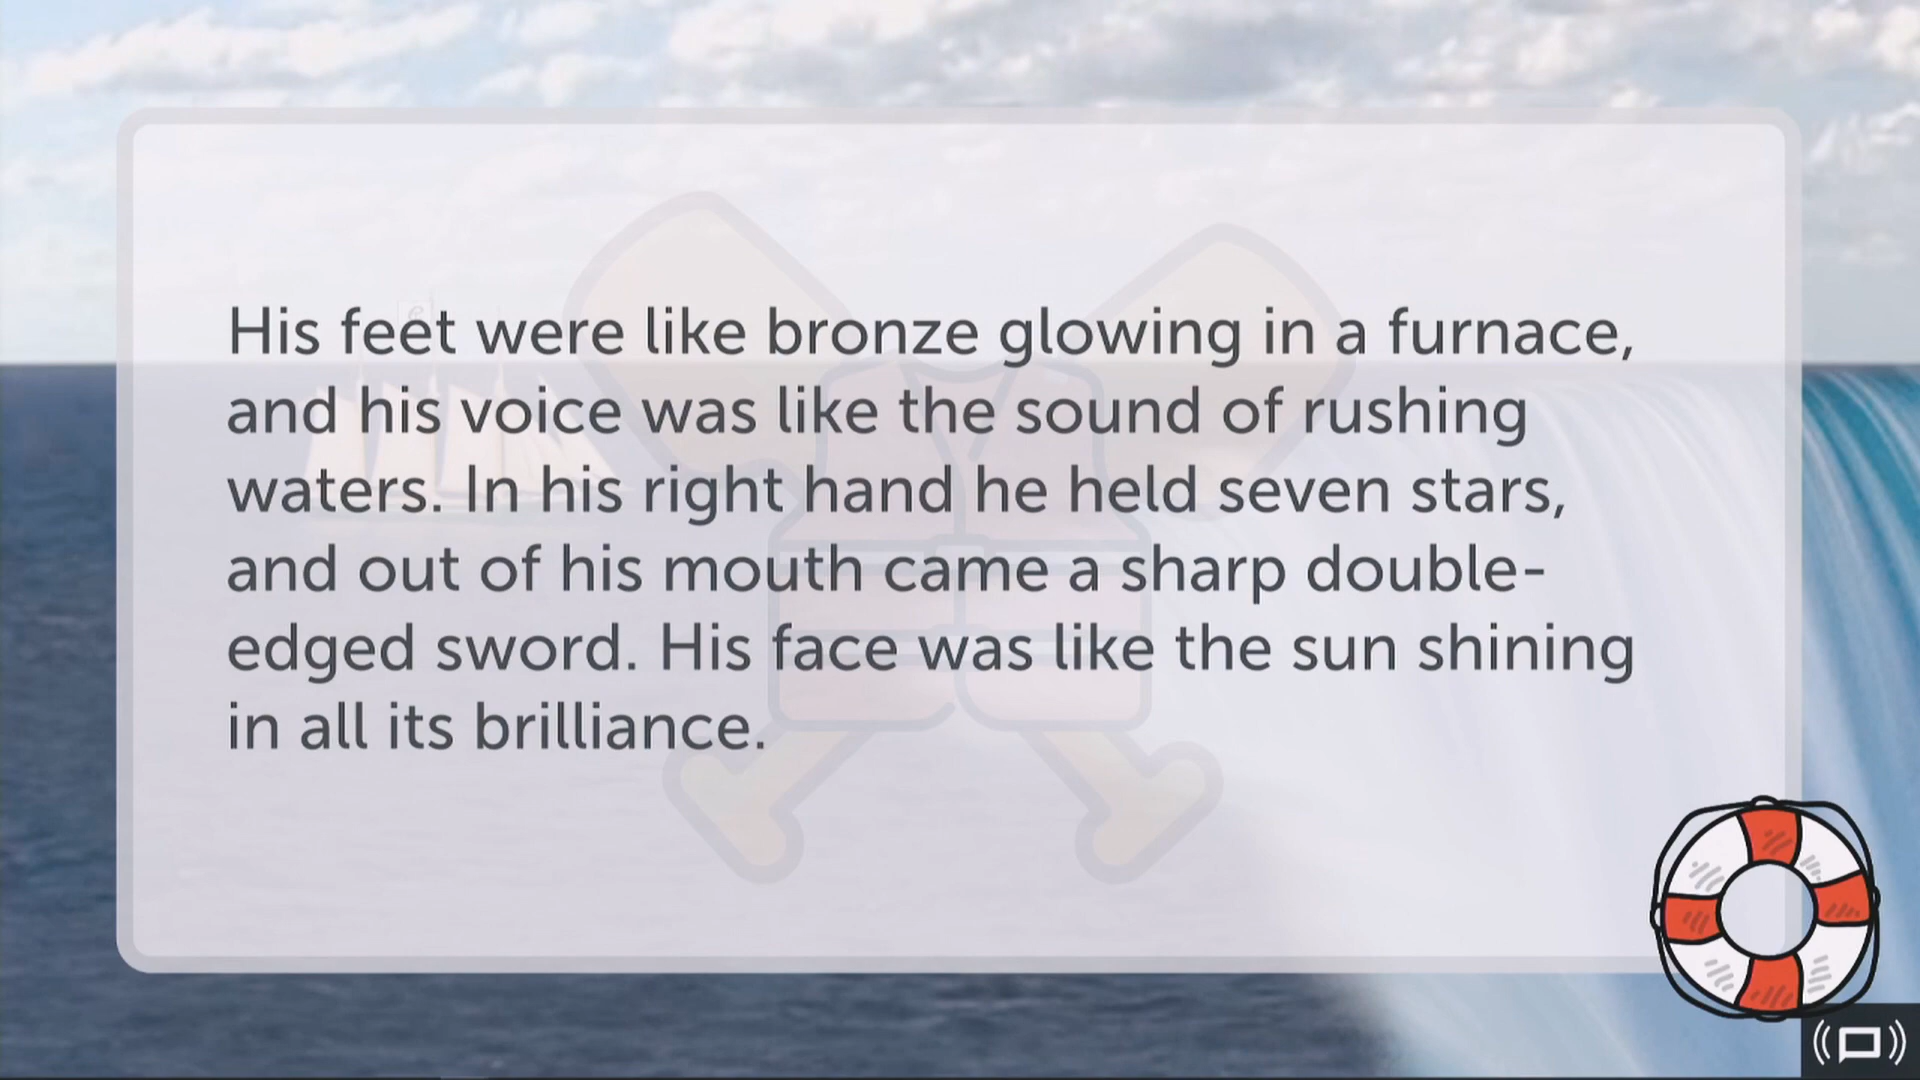 His feet were like bronze glowing in a furnace,
and his voice was like the sound of rushing
waters. In his right hand he held seven stars,
and out of his mouth came a sharp double-
edged sword. His face was like the sun shining
in all its brilliance.